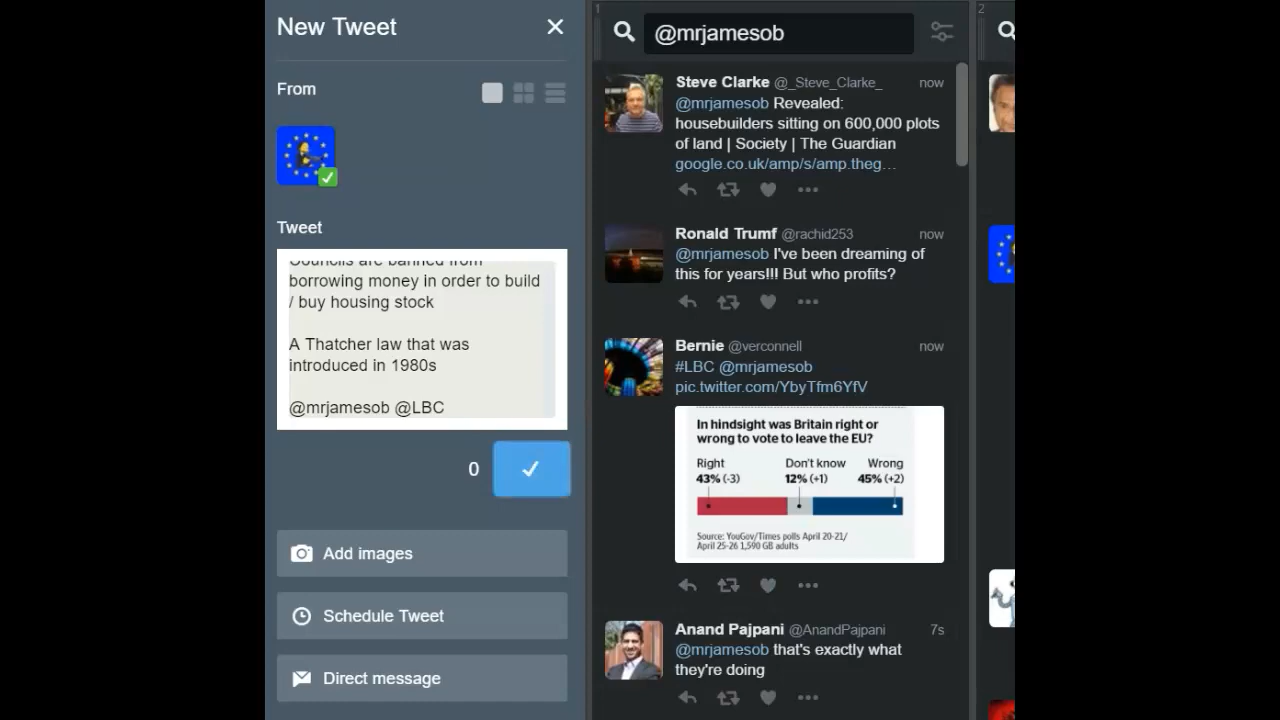 New Tweet
From
Tweet
Councils are banned from
borrowing money in order to build
/ buy housing stock
A Thatcher law that was
introduced in 1980s
@mrjamesob @LBC
0
Add images
Schedule Tweet
Direct message
1
@mrjamesob
Steve Clarke @_Steve_Clarke_ now
@mrjamesob Revealed:
housebuilders sitting on 600,000 plots
of land | Society | The Guardian
google.co.uk/amp/s/amp.theg…
Ronald Trumf @rachid253 now
@mrjamesob I've been dreaming of
this for years!!! But who profits?
Bernie @verconnell now
#LBC @mrjamesob
pic.twitter.com/YbyTfm6YfV
In hindsight was Britain right or
wrong to vote to leave the EU?
Right Don't know Wrong
43% (-3) 12% (+1) 45% (+2)
Source: YouGov/Times polls April 20-21/
April 25-26 1,590 GB adults
Anand Pajpani @AnandPajpani 7s
@mrjamesob that's exactly what
they're doing
2